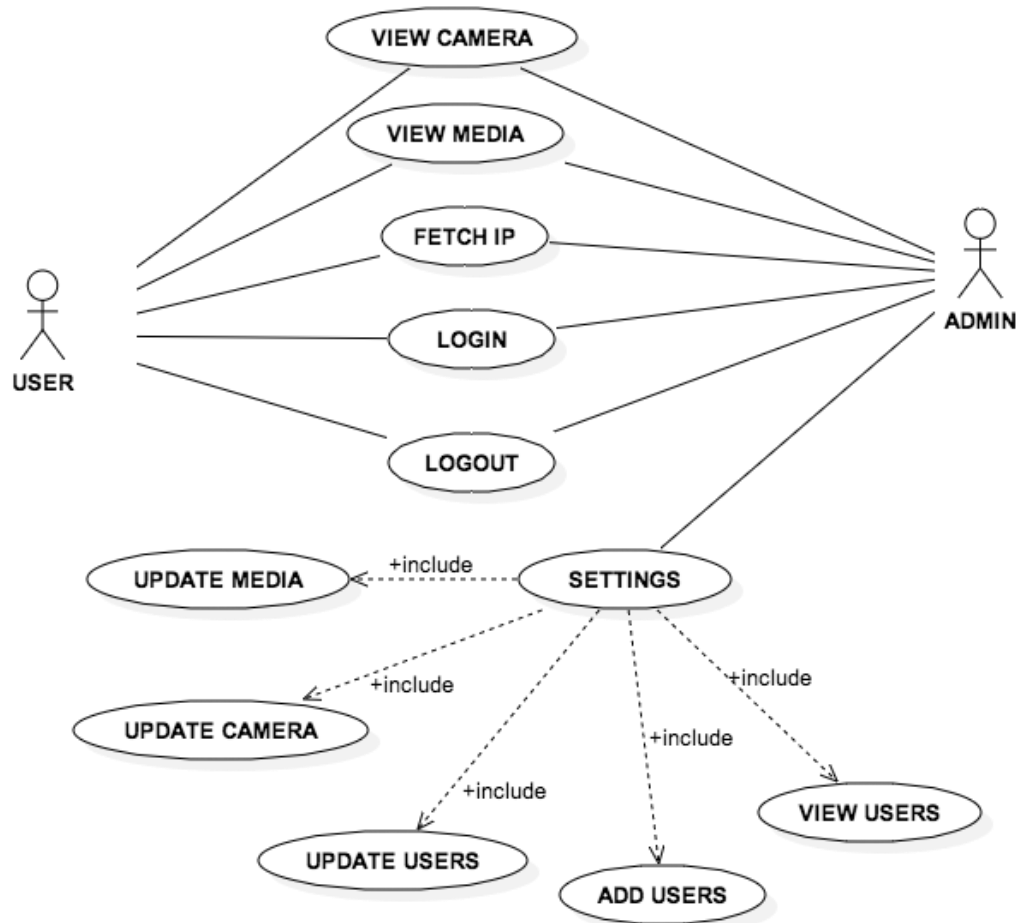 VIEW CAMERA
VIEW MEDIA
FETCH IP
ADMIN
LOGIN
USER
LOGOUT
+include
UPDATE MEDIA
SETTINGS
+include
+include
UPDATE CAMERA
+include
+include
VIEW USERS
UPDATE USERS
ADD USERS